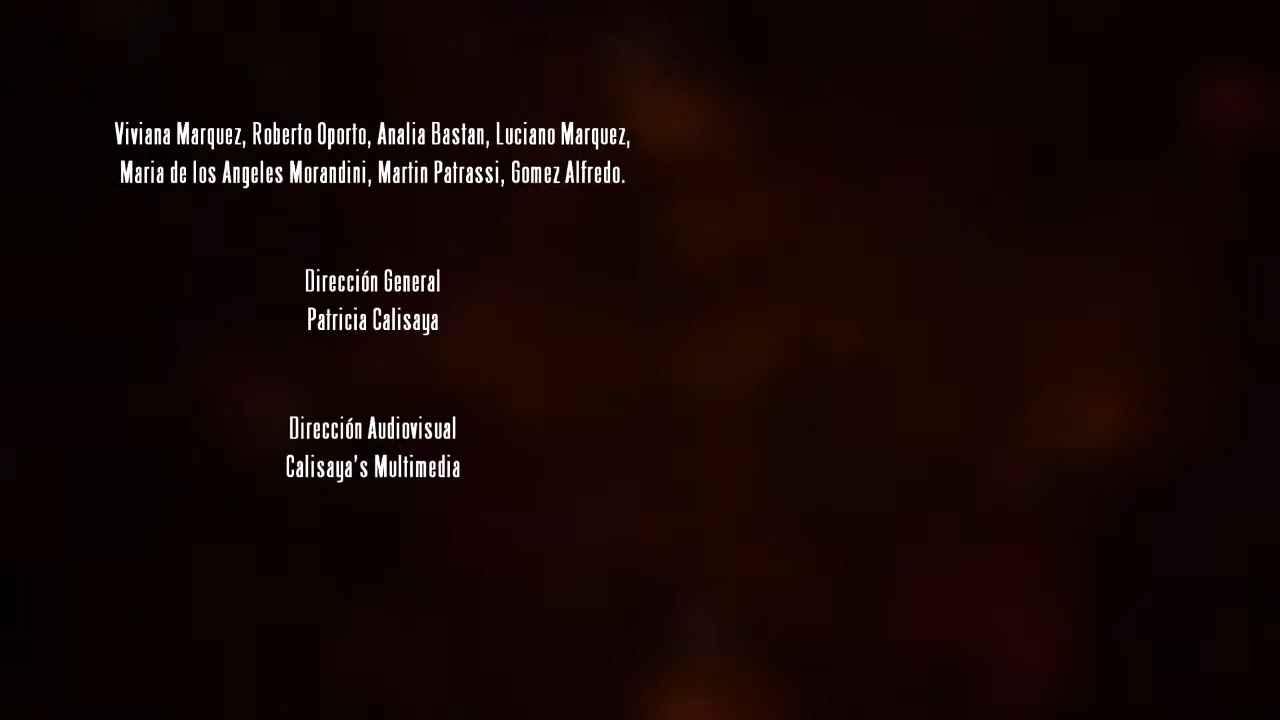 Viviana Marquez, Roberto Oporto, Analia Bastan, Luciano Marquez,
Maria de los Angeles Morandini, Martin Patrassi, Gomez Alfredo.
Dirección General
Patricia Calisaya
Dirección Audiovisual
Calisaya's Multimedia